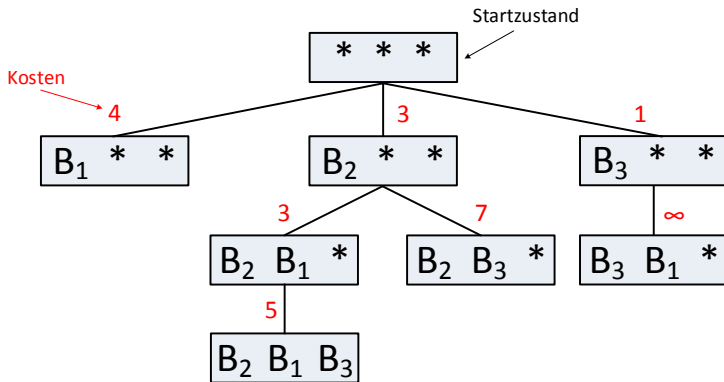 Startzustand
* * *
Kosten
4 3 1
B₁ * * B₂ * * B₃ * *
3 7 ∞
B₂ B₁ * B₂ B₃ * B₃ B₁ *
5
B₂ B₁ B₃